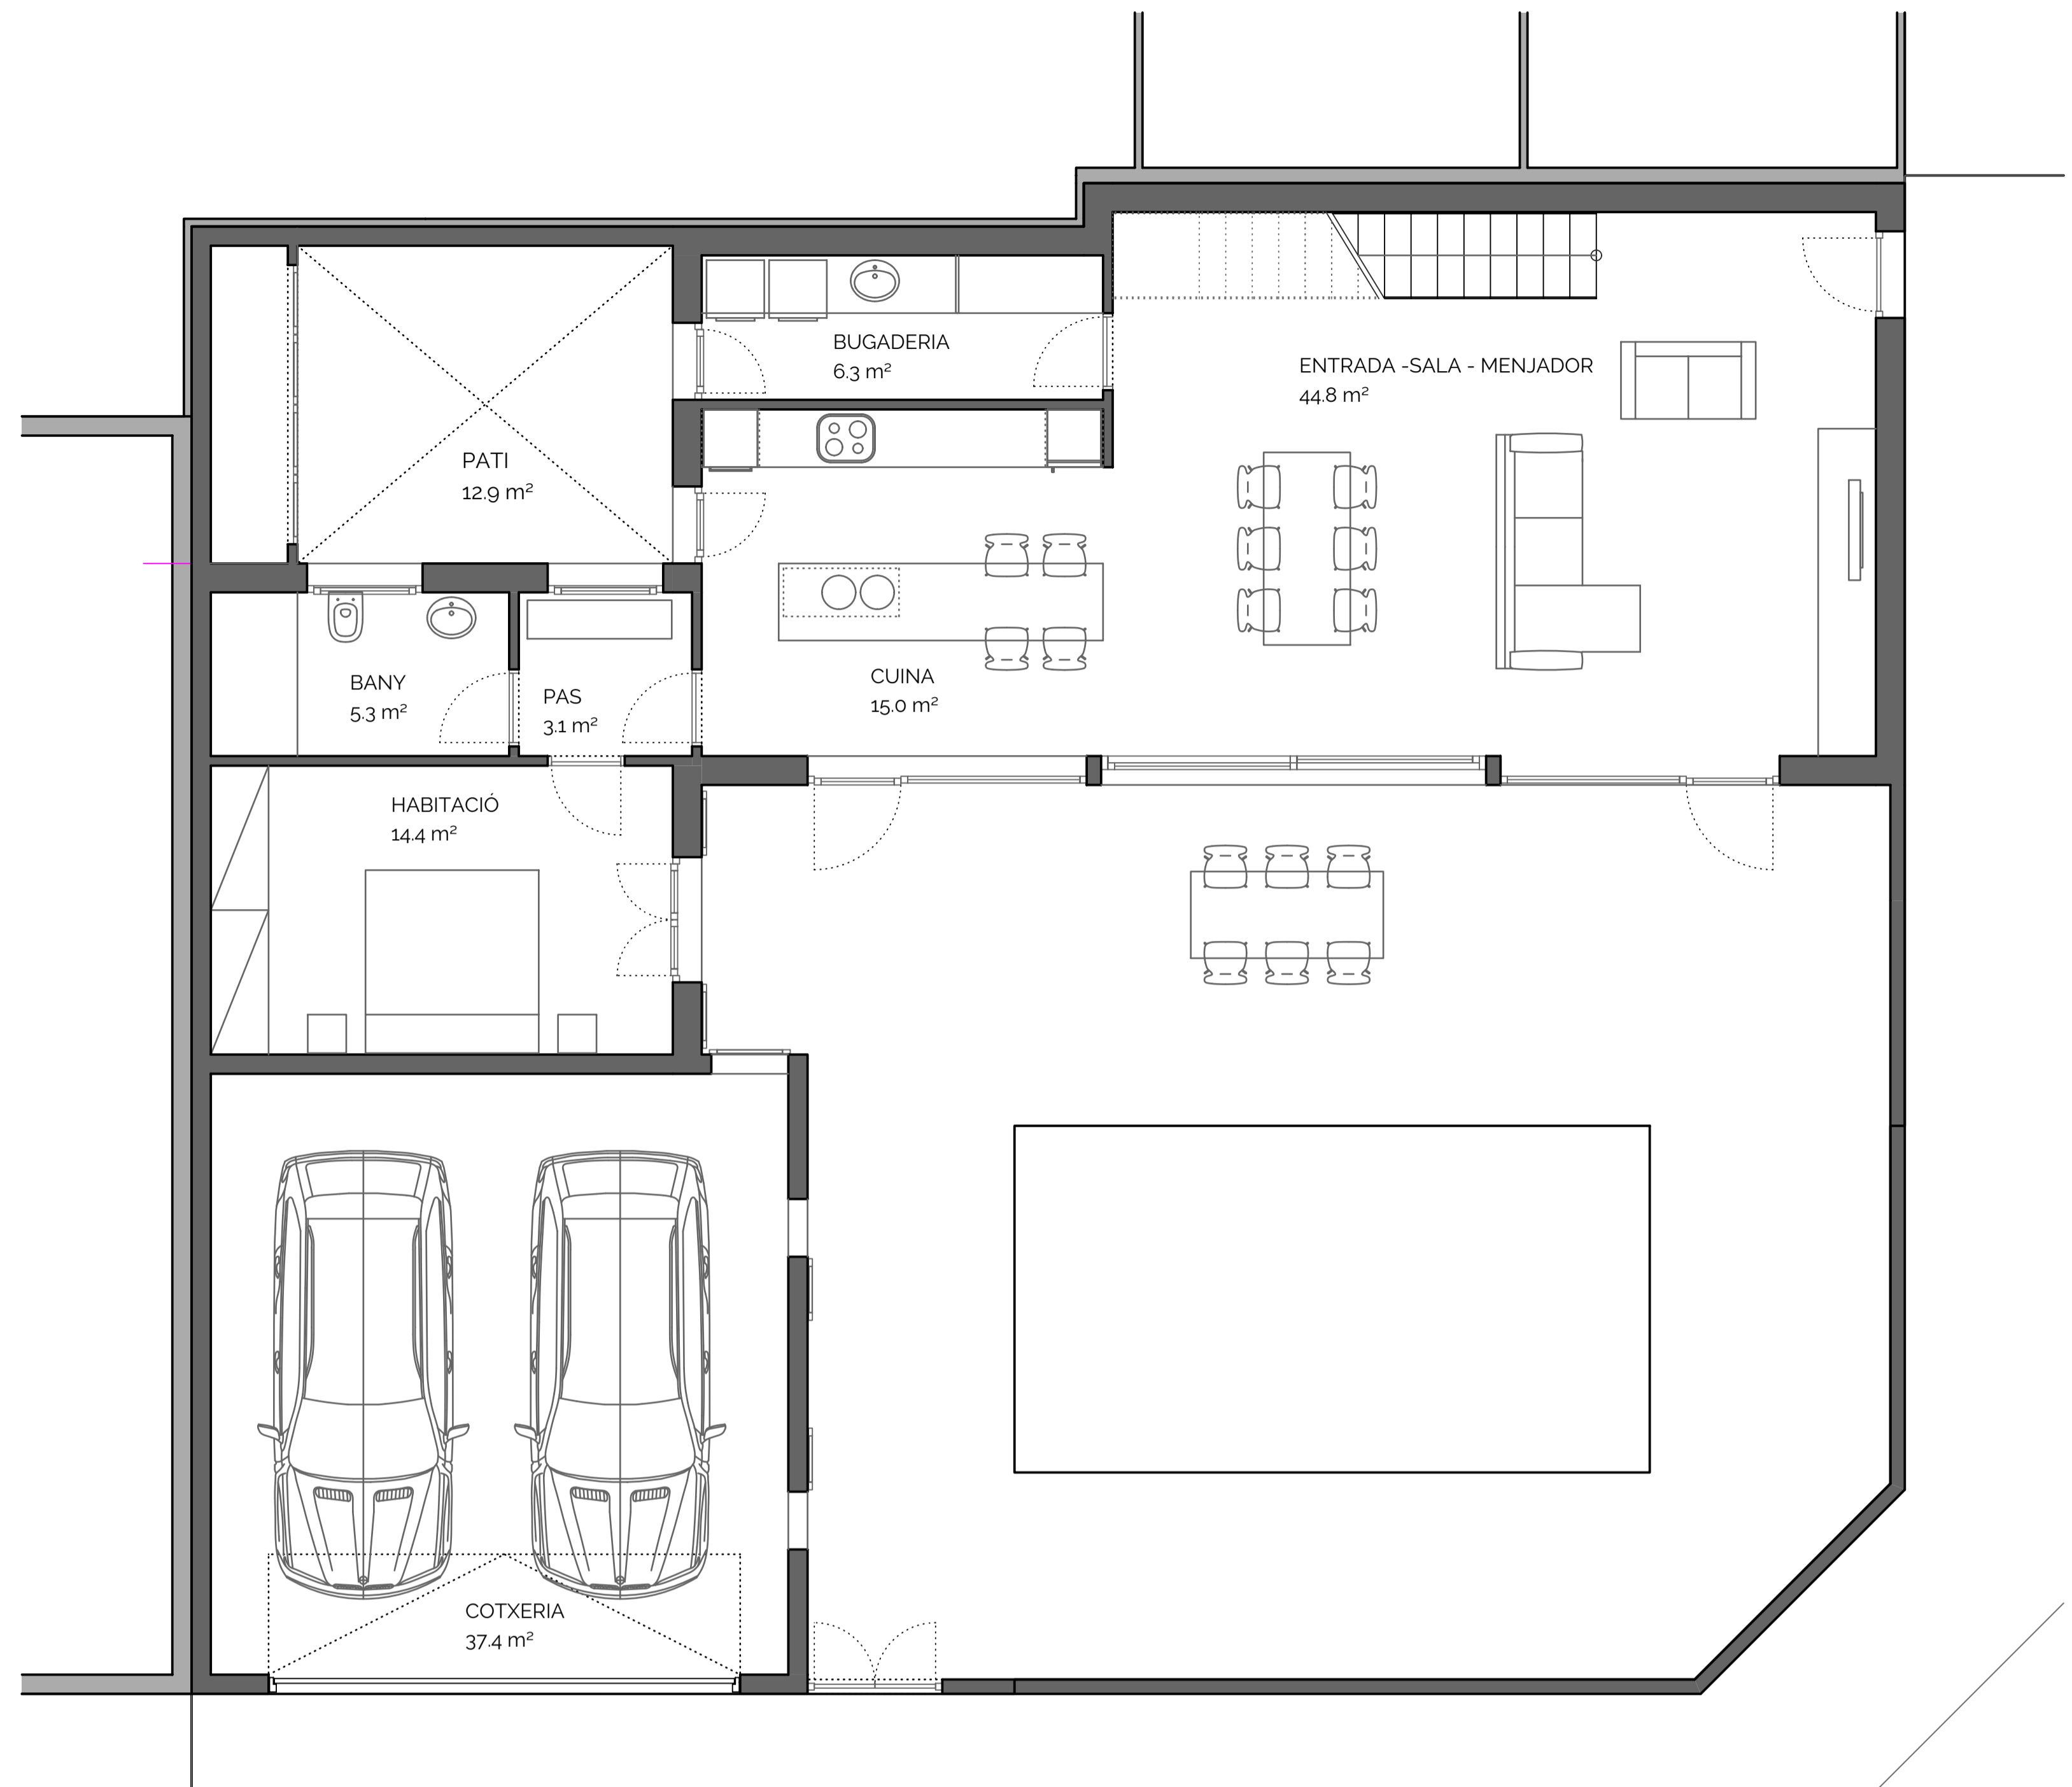 BUGADERIA
6.3 m²
ENTRADA -SALA - MENJADOR
44.8 m²
PATI
12.9 m²
BANY
5.3 m²
PAS
3.1 m²
CUINA
15.0 m²
HABITACIÓ
14.4 m²
COTXERIA
37.4 m²